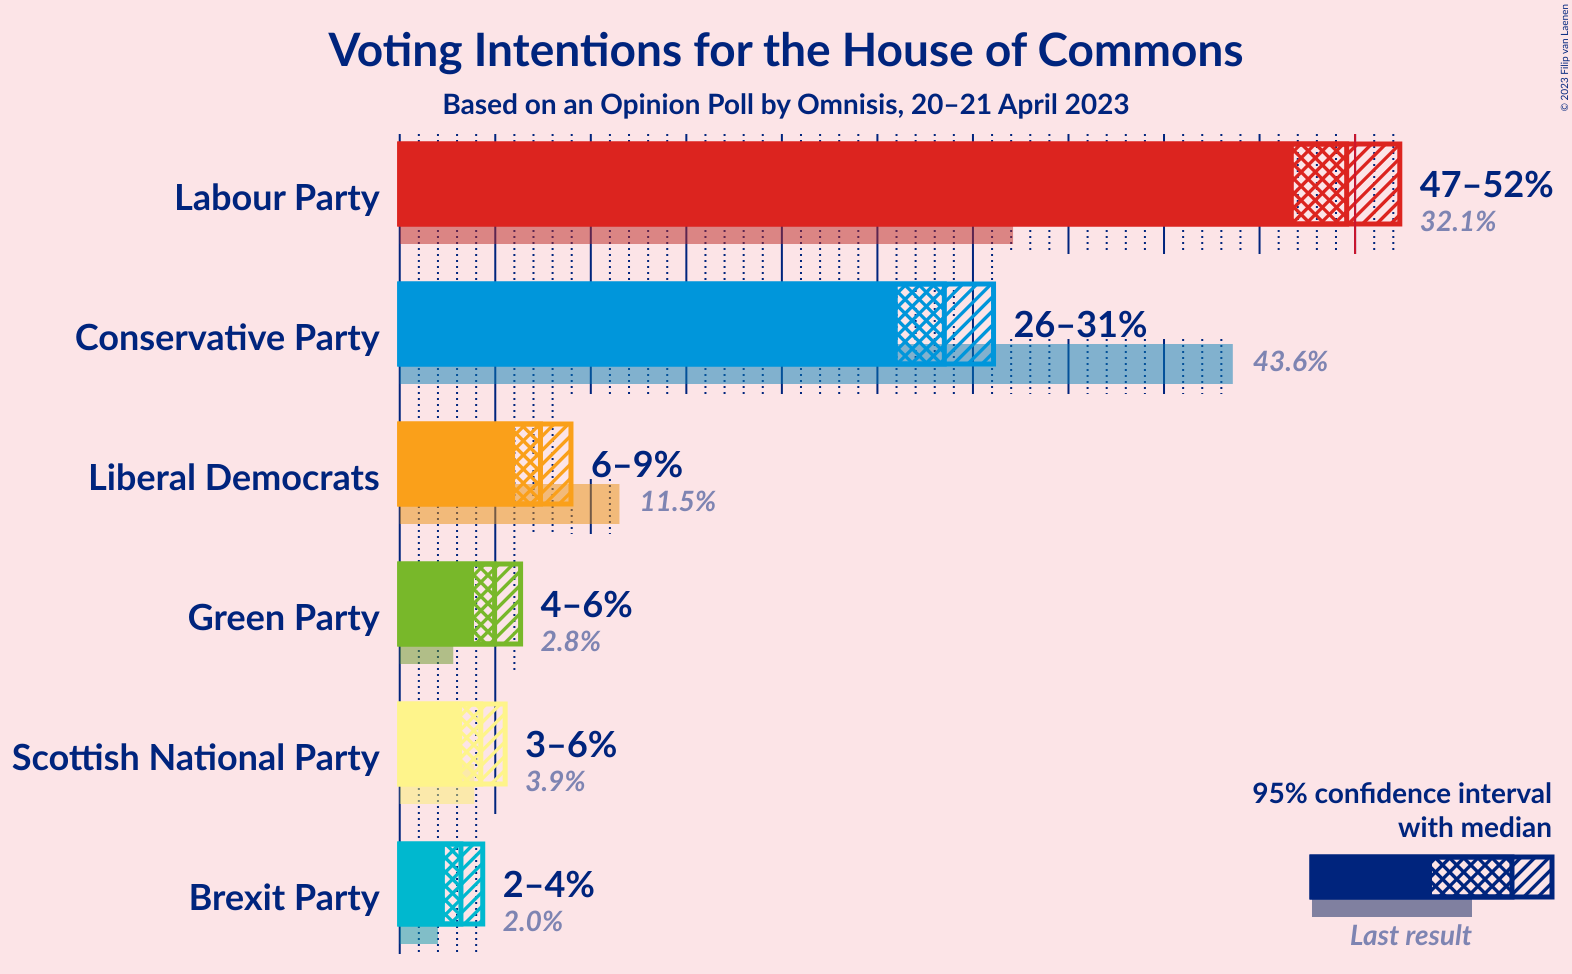 Voting Intentions for the House of Commons
Based on an Opinion Poll by Omnisis, 20–21 April 2023
© 2023 Filip van Laenen
Labour Party
47–52%
32.1%
Conservative Party
26–31%
43.6%
Liberal Democrats
6–9%
11.5%
Green Party
4–6%
2.8%
Scottish National Party
3–6%
3.9%
Brexit Party
2–4%
2.0%
95% confidence interval
with median
Last result